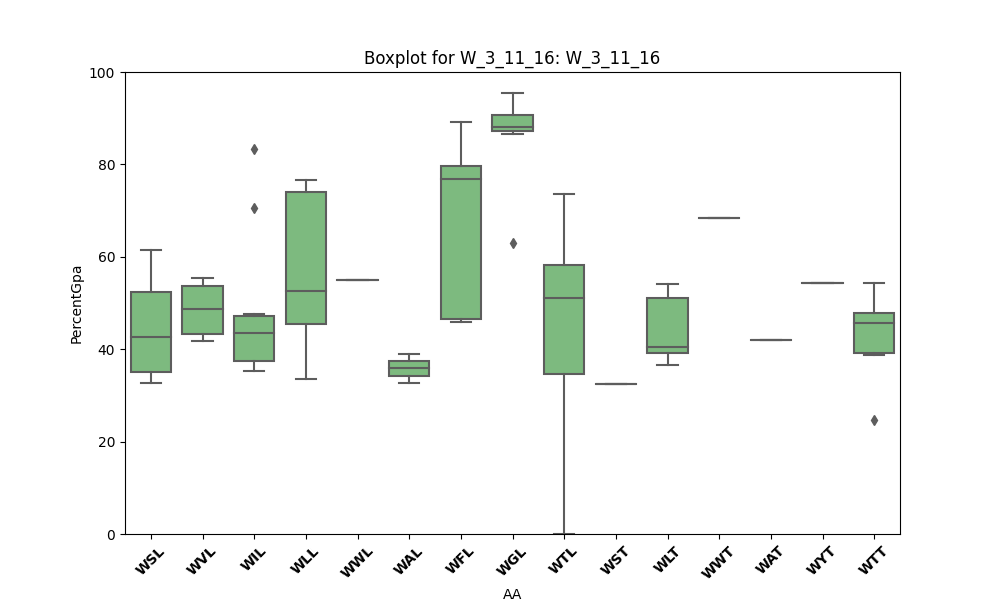 Boxplot for W_3_11_16: W_3_11_16
PercentGpa
100
80
60
40
20
0
WSL WVL WIL WLL WWL WAL WFL WGL WTL WST WLT WWT WAT WYT WTT
AA